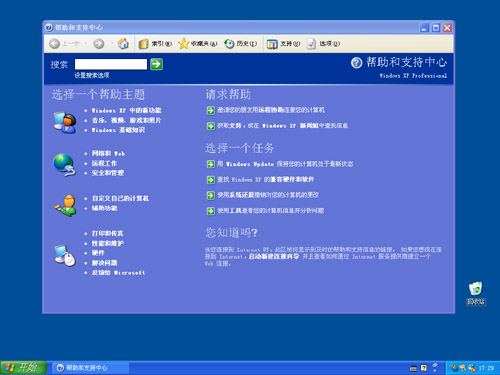 帮助和支持中心
上一步
索引(N)
收藏夹(A)
历史(I)
支持(U)
选项(O)
搜索
设置搜索选项
帮助和支持中心
Windows XP Professional
选择一个帮助主题
Windows XP 中的新功能
音乐、视频、游戏和照片
Windows 基础知识
网络和 Web
远程工作
安全和管理
自定义自己的计算机
辅助功能
打印和传真
性能和维护
硬件
解决问题
反馈给 Microsoft
请求帮助
邀请您的朋友用远程协助连接您的计算机
获取支持,或在 Windows XP 新闻组中查找信息
选择一个任务
用 Windows Update 保持您的计算机处于最新状态
查找 Windows XP 的兼容硬件和软件
使用系统还原撤销对您的计算机的更改
使用工具查看您的计算机信息并分析问题
您知道吗?
当您连接到 Internet 时,此区域将显示到及时的帮助和支持信息的链接。 如果您想现在连
接到 Internet,启动新建连接向导 并且查看如何通过 Internet 服务提供商建立一个
Web 连接。
回收站
开始
帮助和支持中心
17:29